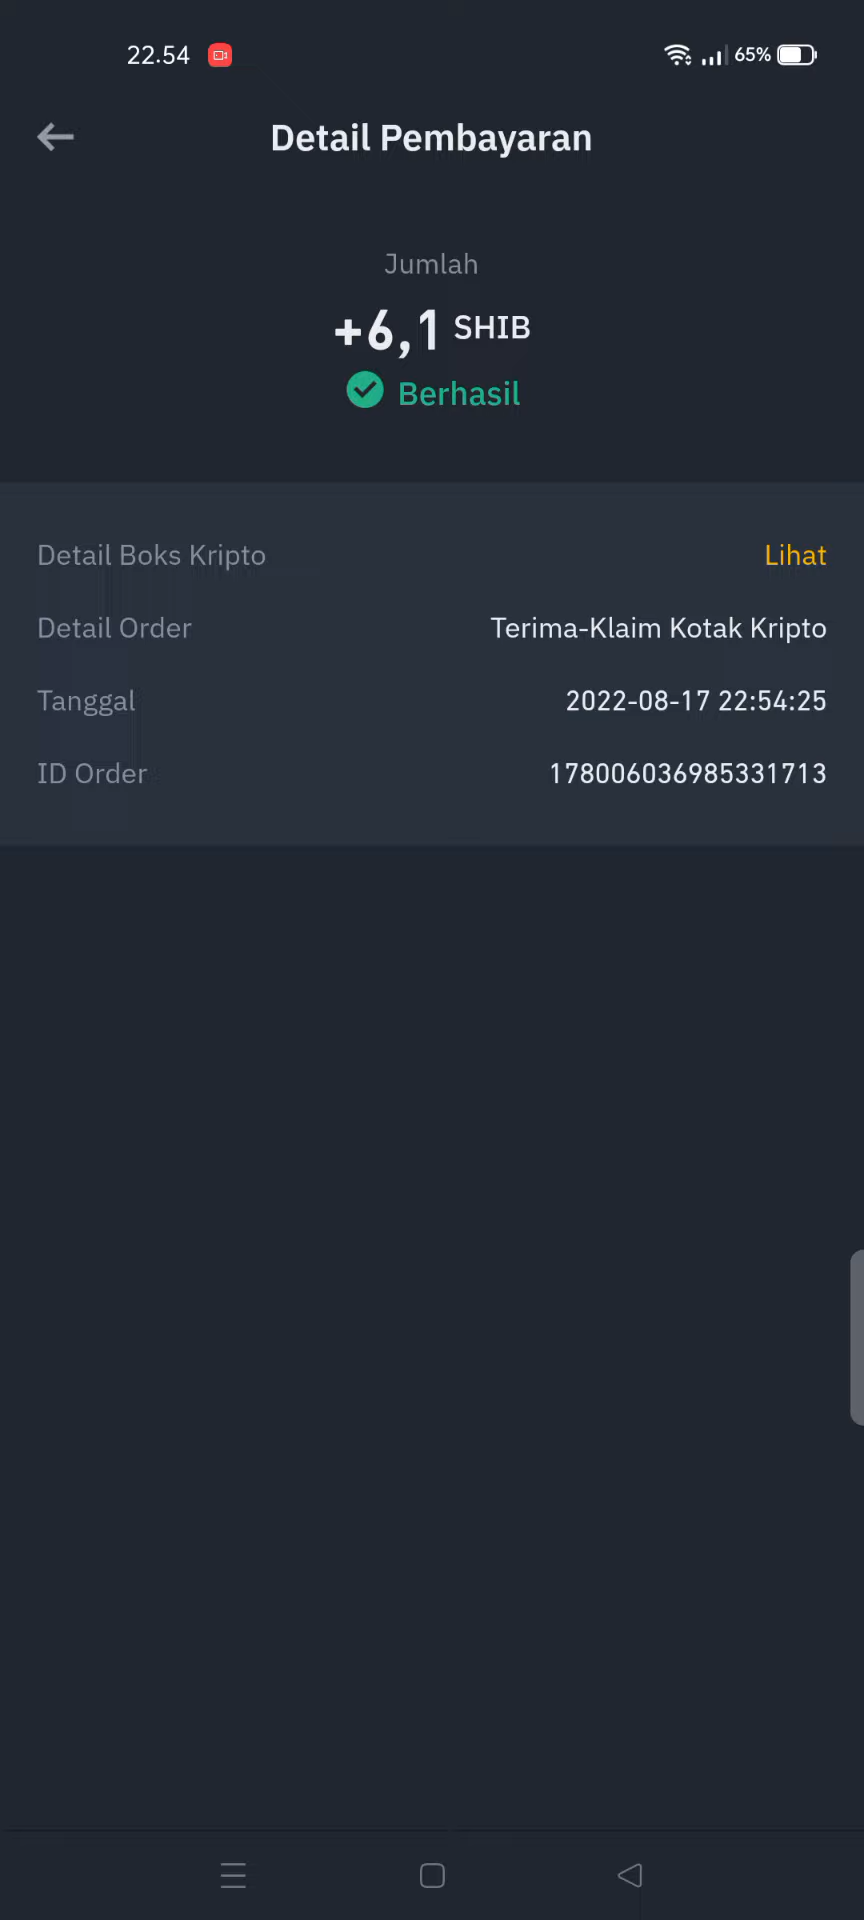 22.54 65%
Detail Pembayaran
Jumlah
+6,1 SHIB
Berhasil
Detail Boks Kripto Lihat
Detail Order Terima-Klaim Kotak Kripto
Tanggal 2022-08-17 22:54:25
ID Order 178006036985331713